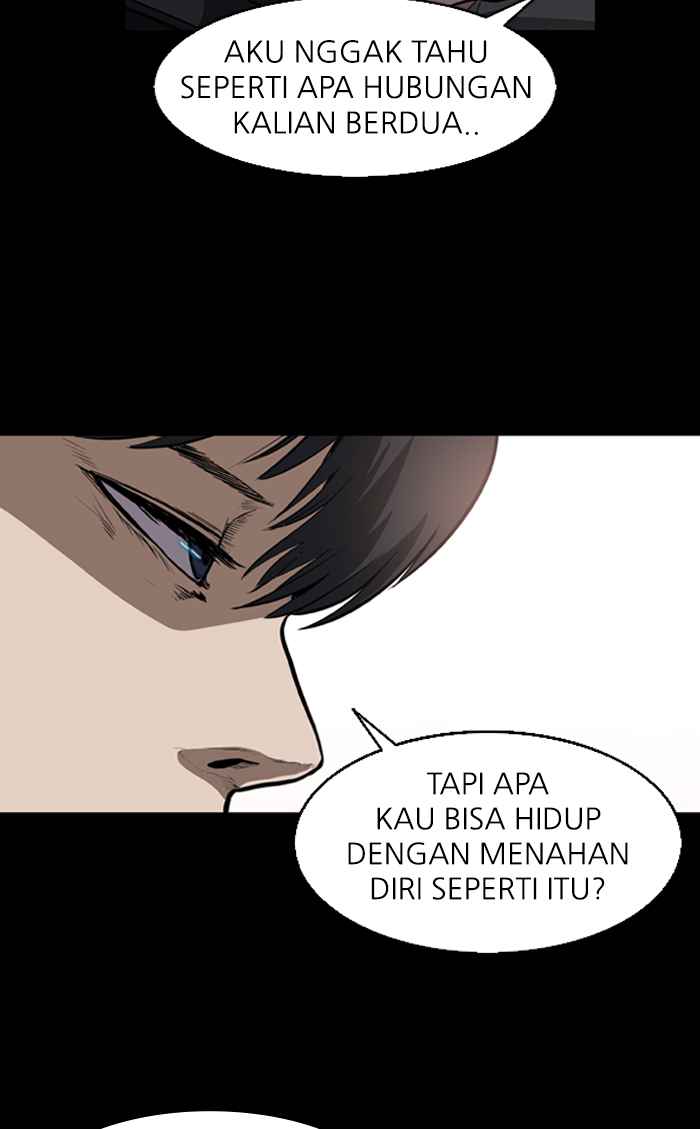 AKU NGGAK TAHU
SEPERTI APA HUBUNGAN
KALIAN BERDUA..
TAPI APA
KAU BISA HIDUP
DENGAN MENAHAN
DIRI SEPERTI ITU?